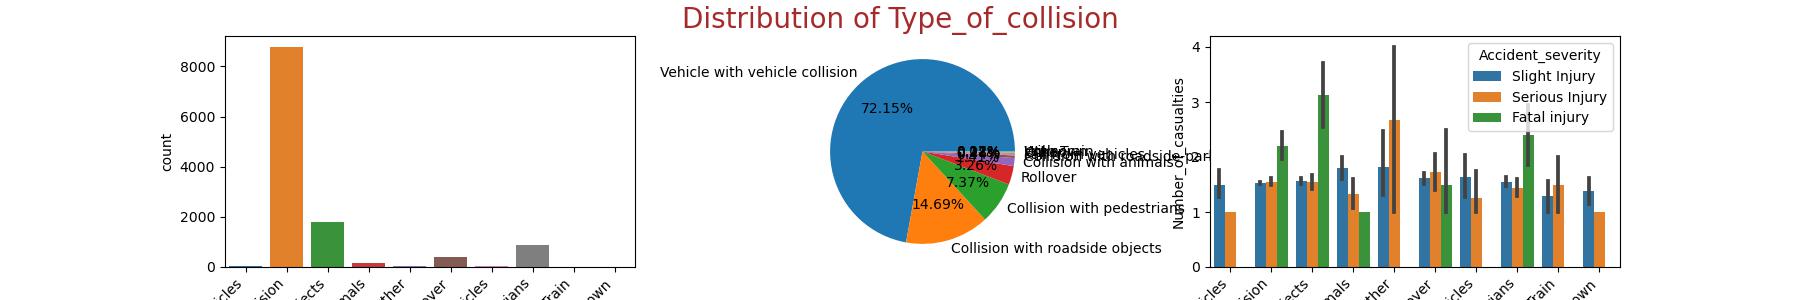 Distribution of Type_of_collision
count
8000
6000
4000
2000
0
icles
ision
jects
mals
ther
over
icles
ians
Train
own
Vehicle with vehicle collision
72.15%
14.69%
7.37%
3.26%
Rollover
Collision with animals
Collision with pedestrians
Collision with roadside objects
Number_of_casualties
4
3
2
1
0
Accident_severity
Slight Injury
Serious Injury
Fatal injury
icles
ision
jects
mals
ther
over
icles
ians
Train
own